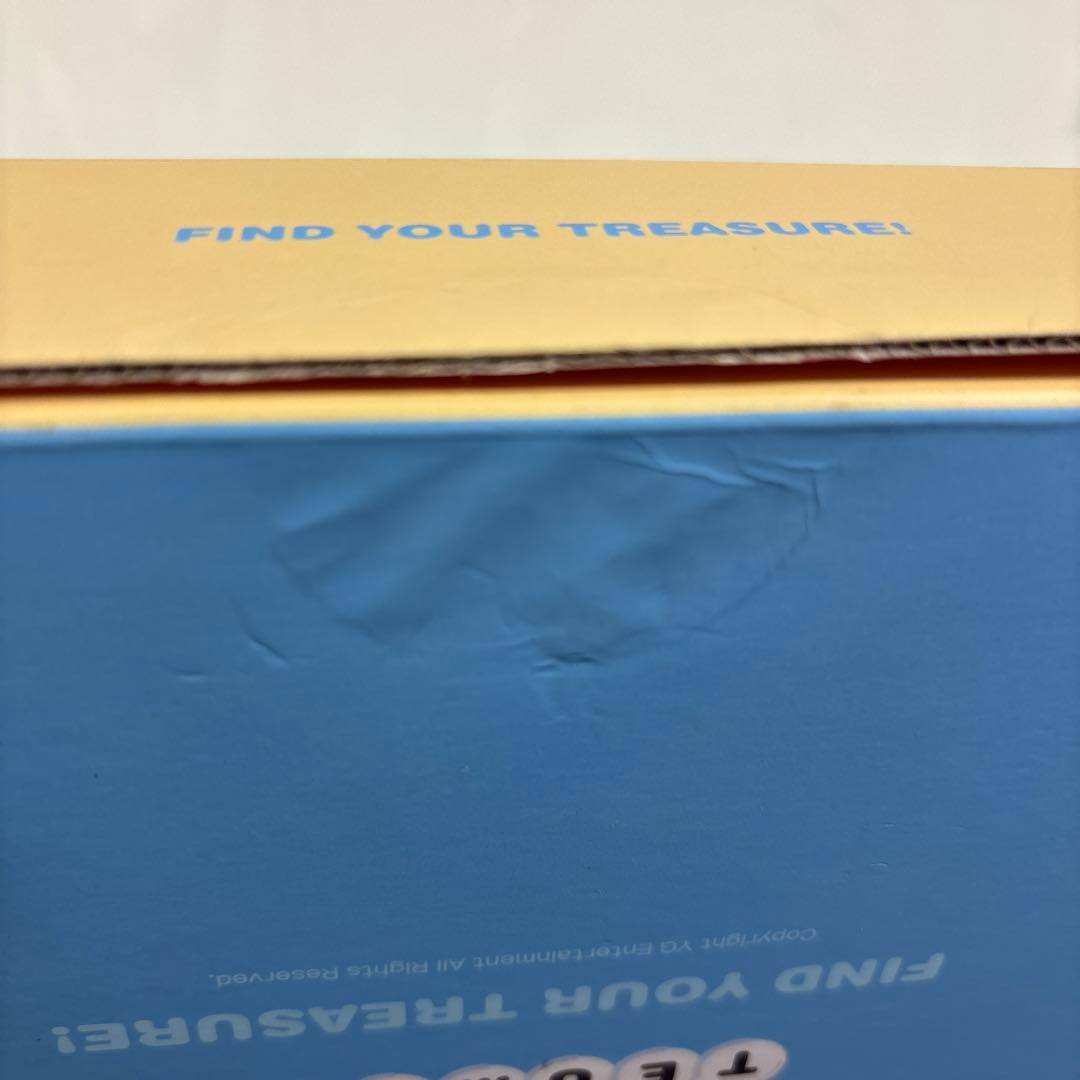 FIND YOUR TREASURE!
Copyright YG Entertainment All Rights Reserved.
FIND YOUR TREASURE!